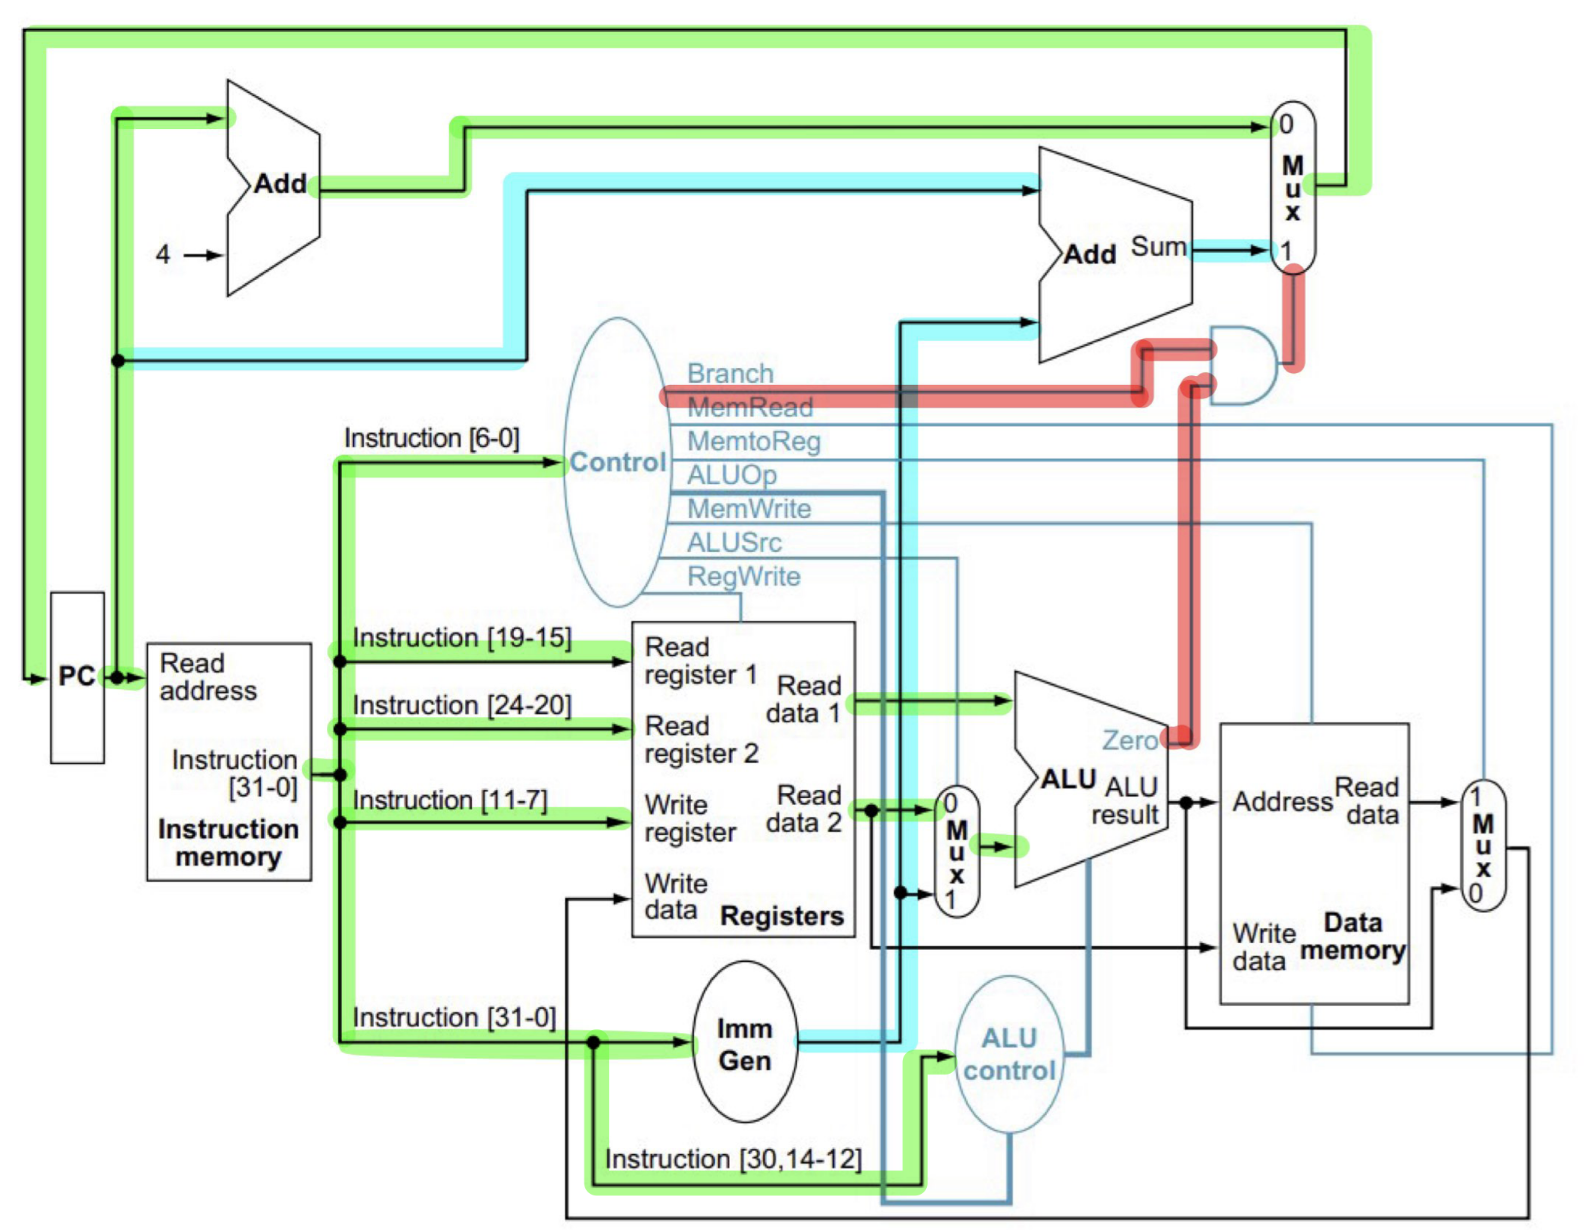 0
M
u
x
1
Add
4
Add
Sum
Branch
MemRead
MemtoReg
ALUOp
MemWrite
ALUSrc
RegWrite
Control
Instruction [6-0]
Instruction [19-15]
Instruction [24-20]
Instruction [11-7]
Instruction [31-0]
Instruction [30,14-12]
PC
Read
address
Instruction
[31-0]
Instruction
memory
Read
register 1
Read
register 2
Write
register
Write
data
Read
data 1
Read
data 2
Registers
Imm
Gen
0
M
u
x
1
Zero
ALU
ALU
result
ALU
control
Address
Read
data
Write
data
Data
memory
1
M
u
x
0